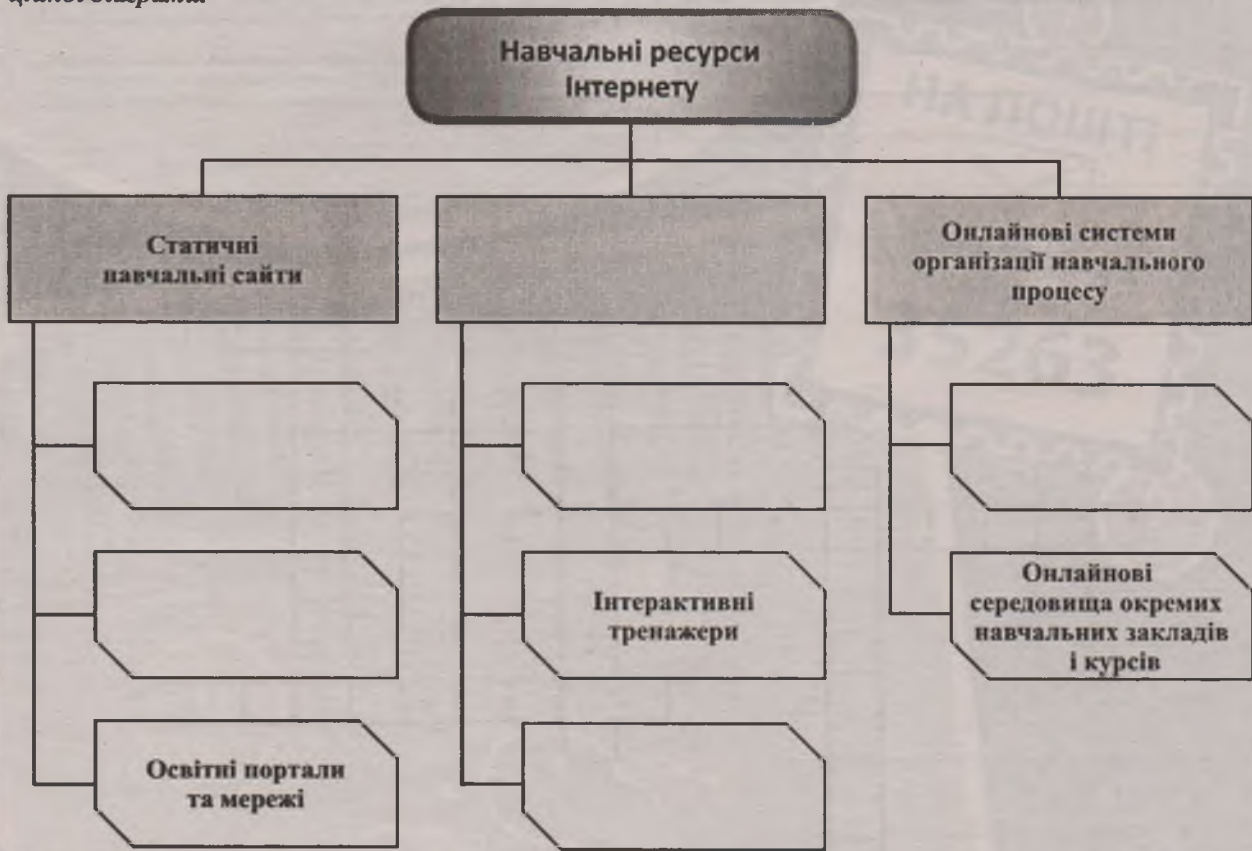 Навчальні ресурси
Інтернету
Статичні
навчальні сайти
Онлайнові системи
організації навчального
процесу
Інтерактивні
тренажери
Онлайнові
середовища окремих
навчальних закладів
і курсів
Освітні портали
та мережі